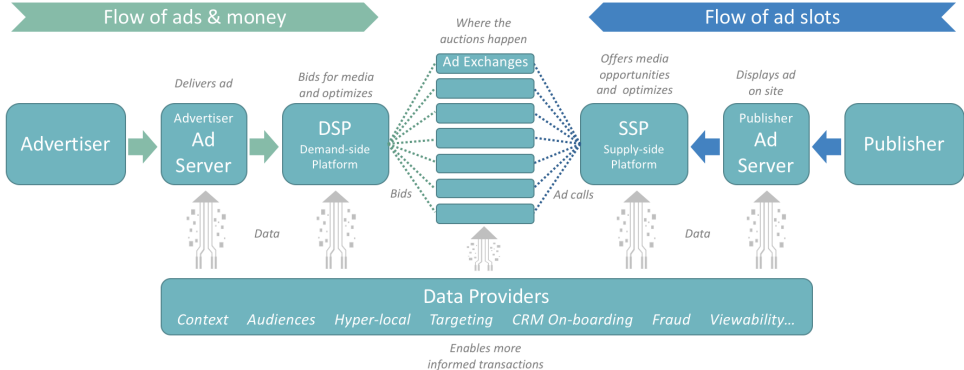 Flow of ads & money
Where the
auctions happen
Flow of ad slots
Ad Exchanges
Delivers ad
Bids for media
and optimizes
Offers media
opportunities
and optimizes
Displays ad
on site
Advertiser
Advertiser
Ad
Server
DSP
Demand-side
Platform
SSP
Supply-side
Platform
Publisher
Ad
Server
Publisher
Bids
Ad calls
Data
Data
Data Providers
Context Audiences Hyper-local Targeting CRM On-boarding Fraud Viewability...
Enables more
informed transactions